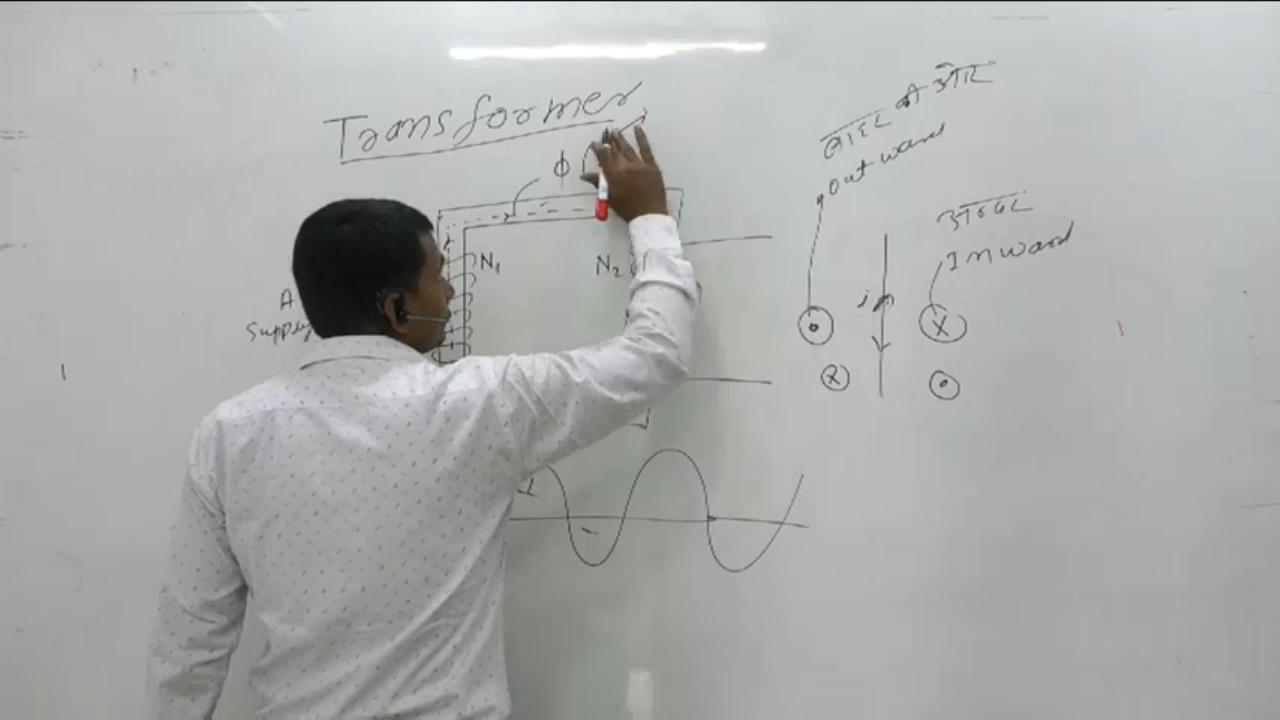 Transformer
ϕ
N₁
N₂
A
Supply
बाहर की ओर
outward
अन्दर
Inward
i